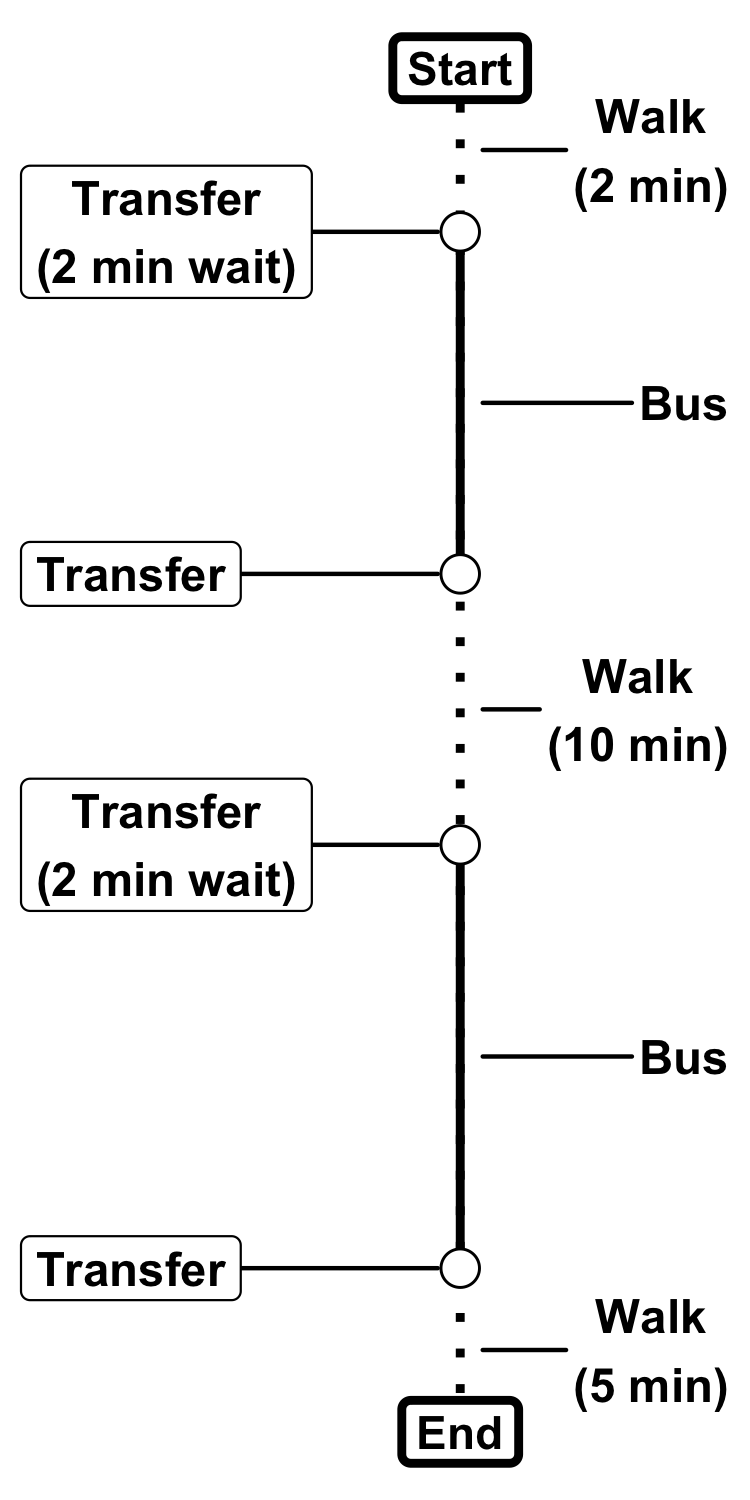 Start
Walk
(2 min)
Transfer
(2 min wait)
Bus
Transfer
Walk
(10 min)
Transfer
(2 min wait)
Bus
Transfer
Walk
(5 min)
End